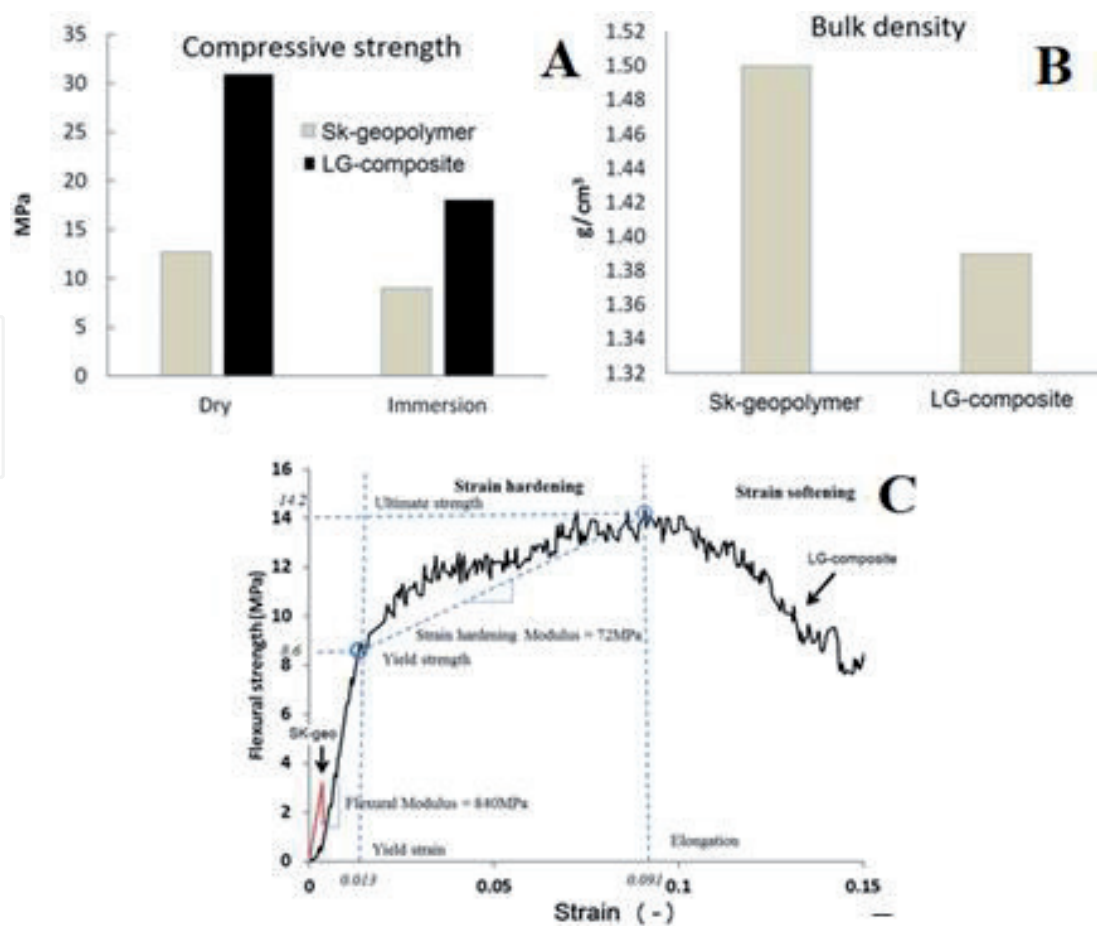 Compressive strength
A
35
30
25
20
15
10
5
0
MPa
Sk-geopolymer
LG-composite
Dry
Immersion
Bulk density
B
1.52
1.50
1.48
1.46
1.44
1.42
1.40
1.38
1.36
1.34
1.32
g/cm³
Sk-geopolymer
LG-composite
C
16
14.2
14
12
10
8.6
8
6
4
2
0
Flexural strength [MPa]
Strain hardening
Strain softening
Ultimate strength
LG-composite
Strain hardening Modulus = 72MPa
Yield strength
SK-geo
Flexural Modulus = 840MPa
Yield strain
Elongation
0
0.013
0.05
0.091
0.1
0.15
Strain (-)